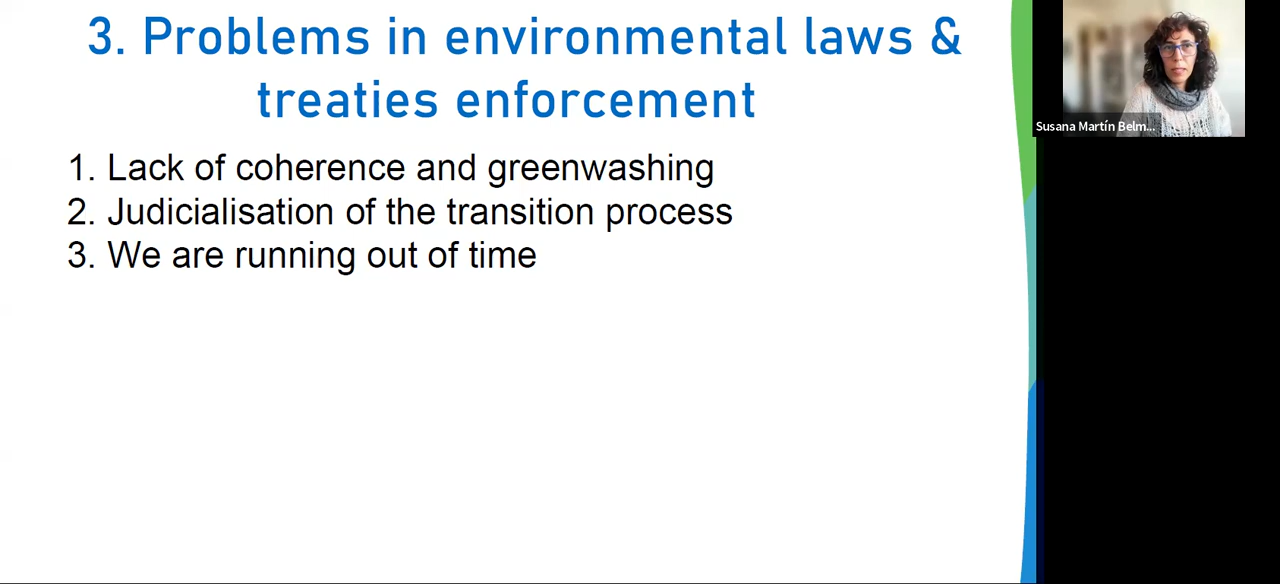 3. Problems in environmental laws &
treaties enforcement
1. Lack of coherence and greenwashing
2. Judicialisation of the transition process
3. We are running out of time
Susana Martín Belm...